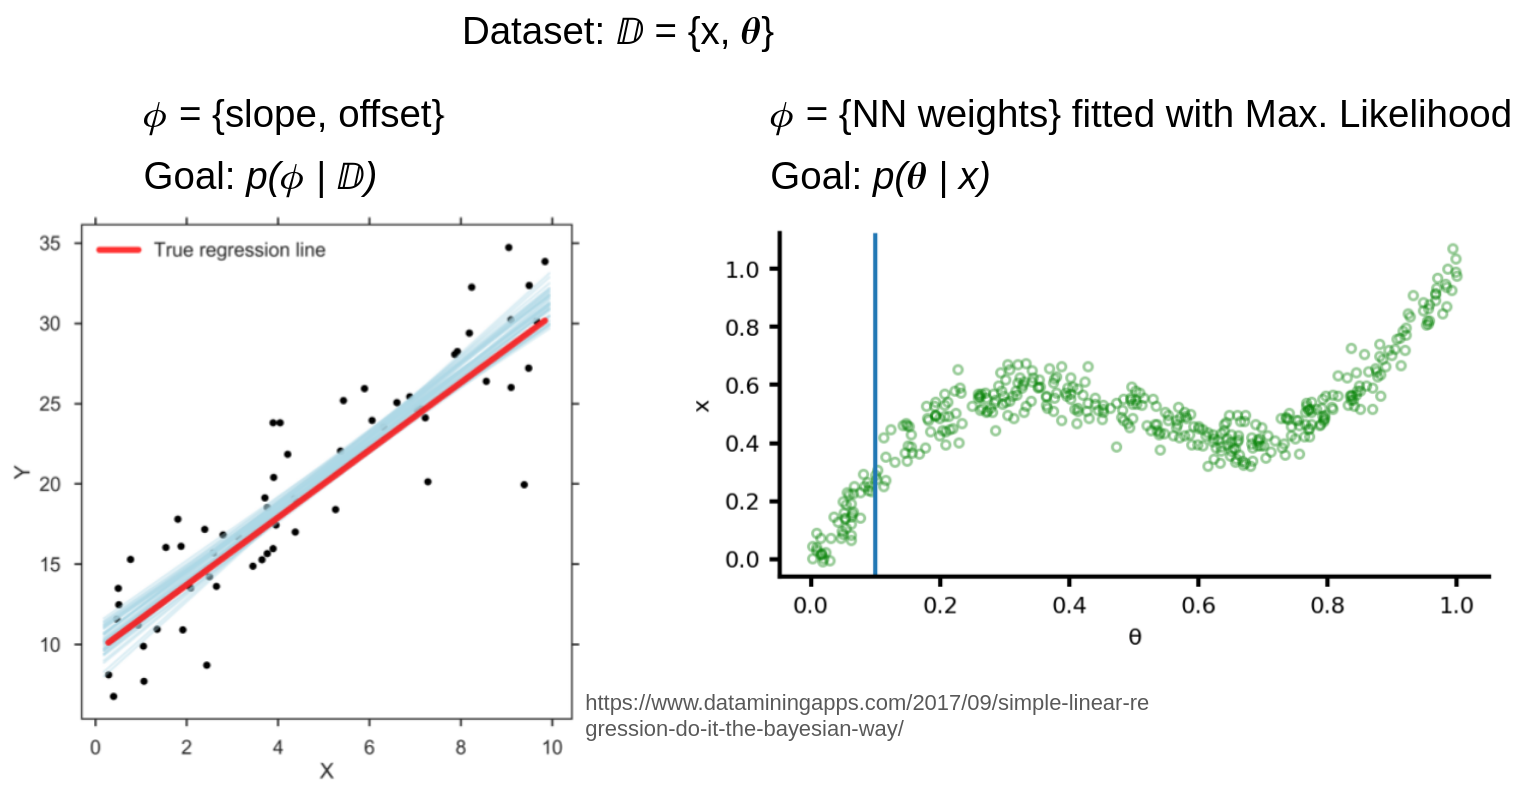 Dataset: 𝔻 = {x, θ}
ϕ = {slope, offset}
Goal: p(ϕ | 𝔻)
ϕ = {NN weights} fitted with Max. Likelihood
Goal: p(θ | x)
True regression line
35
30
25
20
15
10
Y
0 2 4 6 8 10
X
1.0
0.8
0.6
0.4
0.2
0.0
x
0.0 0.2 0.4 0.6 0.8 1.0
θ
https://www.dataminingapps.com/2017/09/simple-linear-re
gression-do-it-the-bayesian-way/